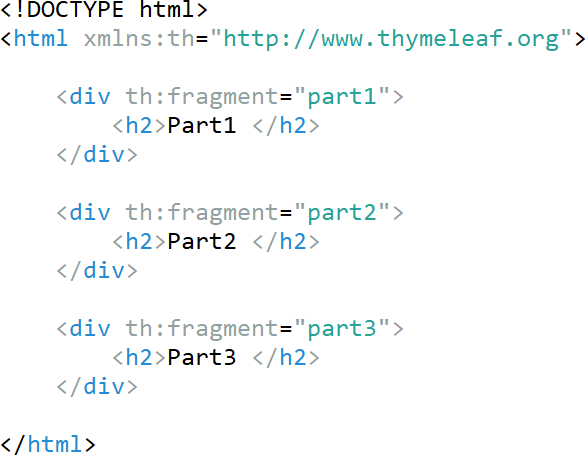 <!DOCTYPE html>
<html xmlns:th="http://www.thymeleaf.org">
<div th:fragment="part1">
<h2>Part1 </h2>
</div>
<div th:fragment="part2">
<h2>Part2 </h2>
</div>
<div th:fragment="part3">
<h2>Part3 </h2>
</div>
</html>